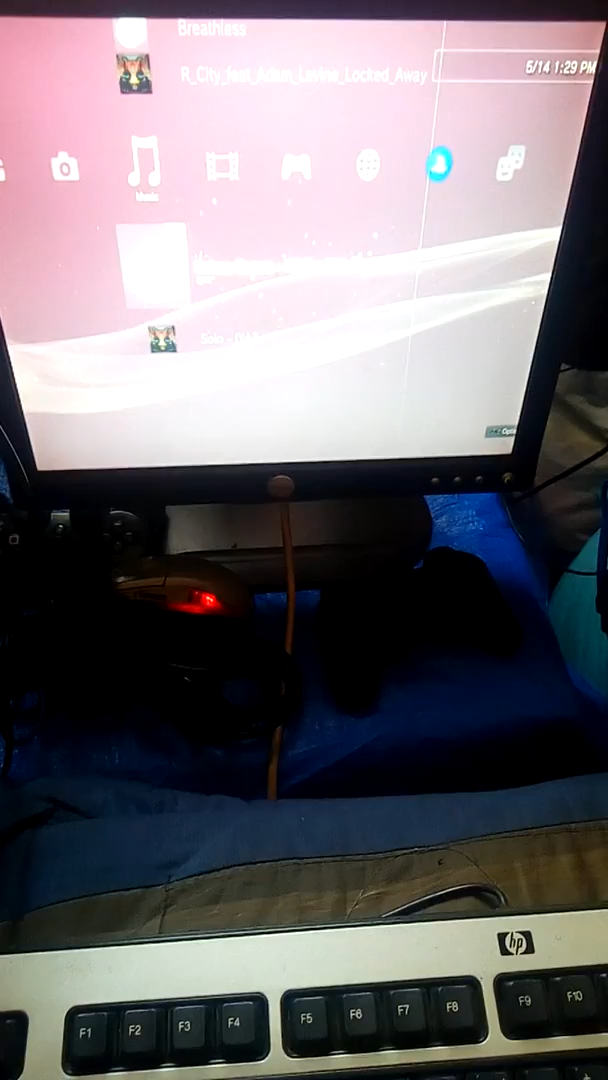 Breathless
R_City_feat_Adam_Levine_Locked_Away
5/14 1:29 PM
Music
Solo -
hp
F1 F2 F3 F4 F5 F6 F7 F8 F9 F10